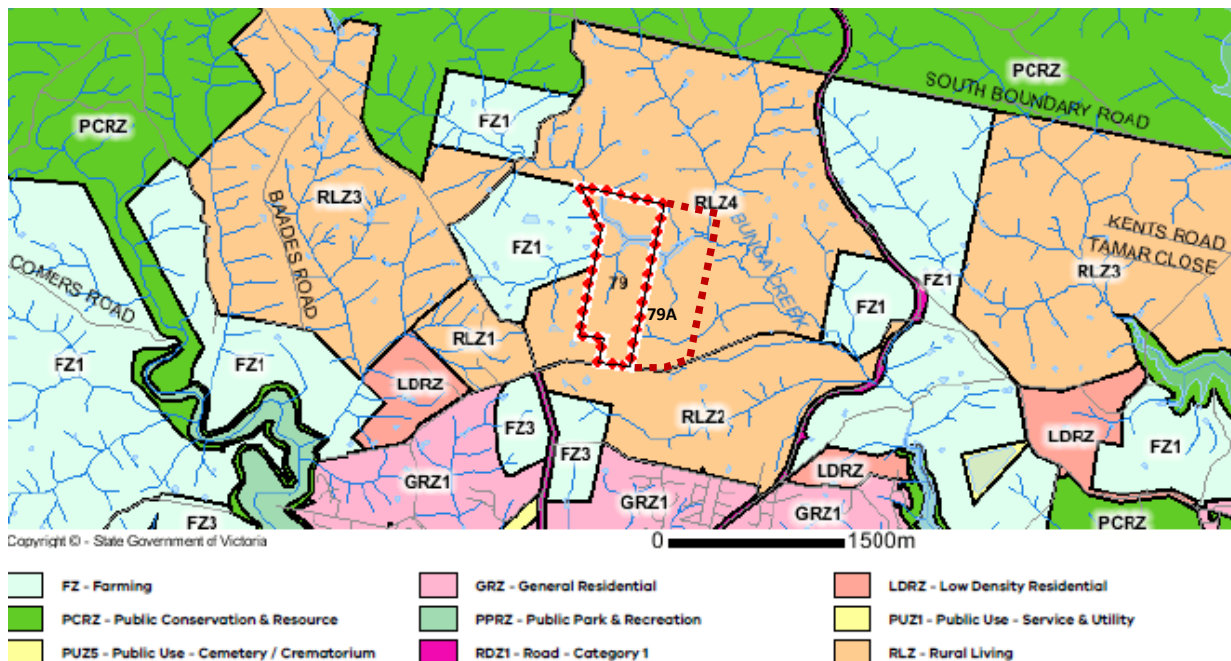 PCRZ
SOUTH BOUNDARY ROAD
PCRZ
FZ1
RLZ3
BAADES ROAD
RLZ4
BUNGA CREEK
KENTS ROAD
TAMAR CLOSE
RLZ3
COMERS ROAD
FZ1
79
79A
FZ1
FZ1
RLZ1
FZ1
FZ1
LDRZ
RLZ2
FZ3
FZ3
LDRZ
FZ1
GRZ1
LDRZ
GRZ1
GRZ1
FZ3
PCRZ
Copyright © - State Government of Victoria
0 1500m
FZ - Farming
GRZ - General Residential
LDRZ - Low Density Residential
PCRZ - Public Conservation & Resource
PPRZ - Public Park & Recreation
PUZ1 - Public Use - Service & Utility
PUZ5 - Public Use - Cemetery / Crematorium
RDZ1 - Road - Category 1
RLZ - Rural Living